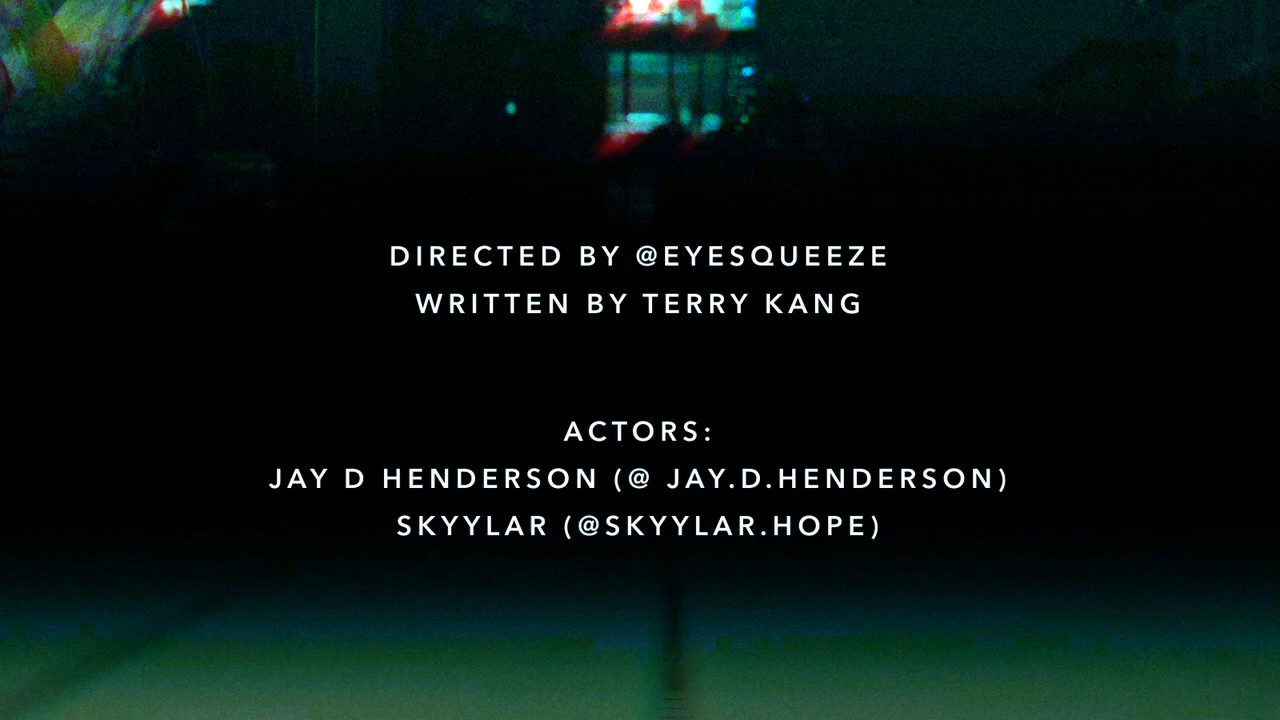 DIRECTED BY @EYESQUEEZE
WRITTEN BY TERRY KANG
ACTORS:
JAY D HENDERSON (@ JAY.D.HENDERSON)
SKYYLAR (@SKYYLAR.HOPE)